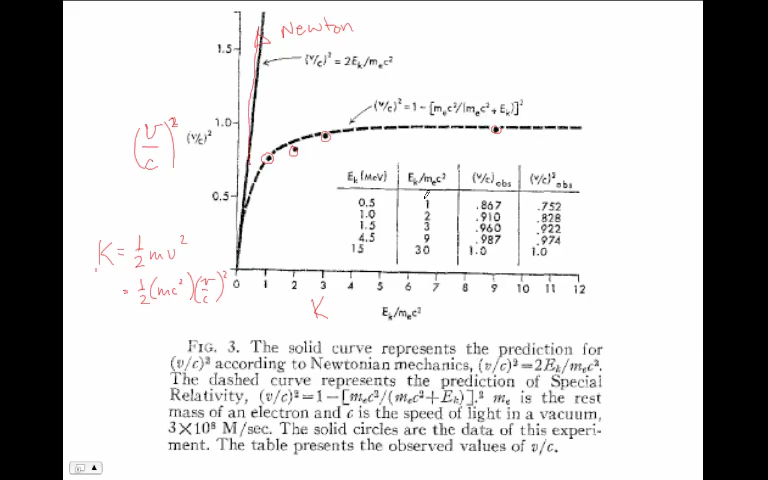 Newton
1.5
(v/c)² = 2Eₖ/mₑc²
(v/c)² = 1 - [mₑc²/(mₑc² + Eₖ)]²
1.0
(v/c)²
(v/c)²
0.5
Eₖ (MeV) Eₖ/mₑc² (v/c)obs (v/c)²obs
0.5 1 .867 .752
1.0 2 .910 .828
1.5 3 .960 .922
4.5 9 .987 .974
15 30 1.0 1.0
K = ½ mv²
= ½ (mc²)(v/c)²
0 1 2 3 4 5 6 7 8 9 10 11 12
K
Eₖ/mₑc²
FIG. 3. The solid curve represents the prediction for
(v/c)² according to Newtonian mechanics, (v/c)²=2Eₖ/mₑc².
The dashed curve represents the prediction of Special
Relativity, (v/c)²=1−[mₑc²/(mₑc²+Eₖ)].² mₑ is the rest
mass of an electron and c is the speed of light in a vacuum,
3×10⁸ M/sec. The solid circles are the data of this experi-
ment. The table presents the observed values of v/c.